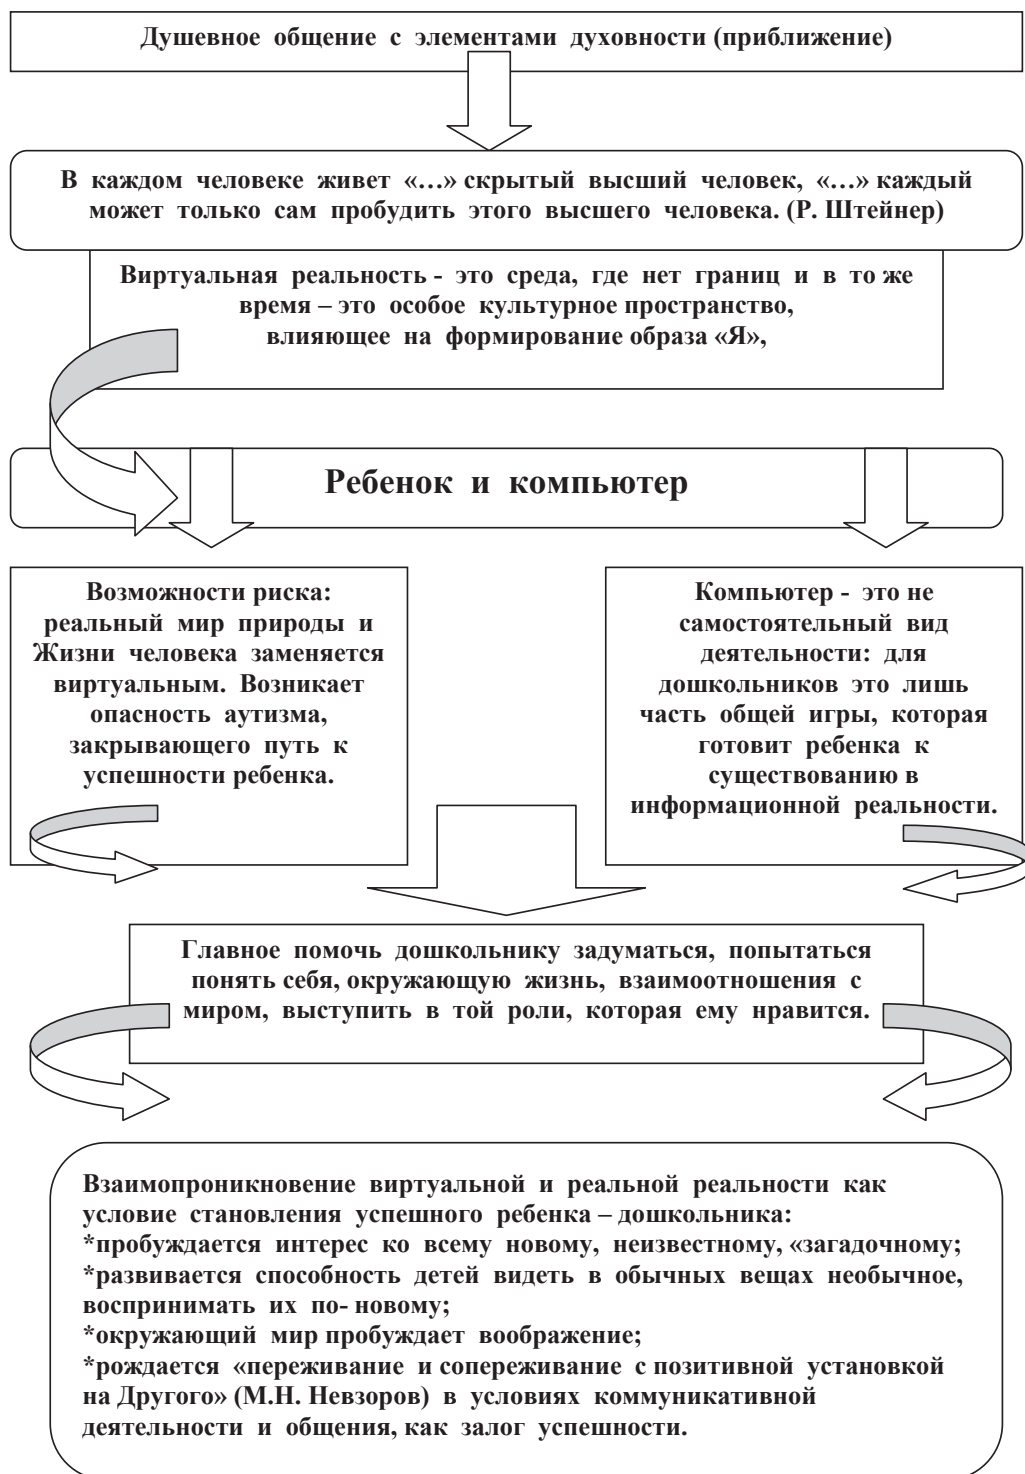 Душевное общение с элементами духовности (приближение)
В каждом человеке живет «…» скрытый высший человек, «…» каждый
может только сам пробудить этого высшего человека. (Р. Штейнер)
Виртуальная реальность - это среда, где нет границ и в то же
время – это особое культурное пространство,
влияющее на формирование образа «Я»,
Ребенок и компьютер
Возможности риска:
реальный мир природы и
Жизни человека заменяется
виртуальным. Возникает
опасность аутизма,
закрывающего путь к
успешности ребенка.
Компьютер - это не
самостоятельный вид
деятельности: для
дошкольников это лишь
часть общей игры, которая
готовит ребенка к
существованию в
информационной реальности.
Главное помочь дошкольнику задуматься, попытаться
понять себя, окружающую жизнь, взаимоотношения с
миром, выступить в той роли, которая ему нравится.
Взаимопроникновение виртуальной и реальной реальности как
условие становления успешного ребенка – дошкольника:
*пробуждается интерес ко всему новому, неизвестному, «загадочному;
*развивается способность детей видеть в обычных вещах необычное,
воспринимать их по- новому;
*окружающий мир пробуждает воображение;
*рождается «переживание и сопереживание с позитивной установкой
на Другого» (М.Н. Невзоров) в условиях коммуникативной
деятельности и общения, как залог успешности.